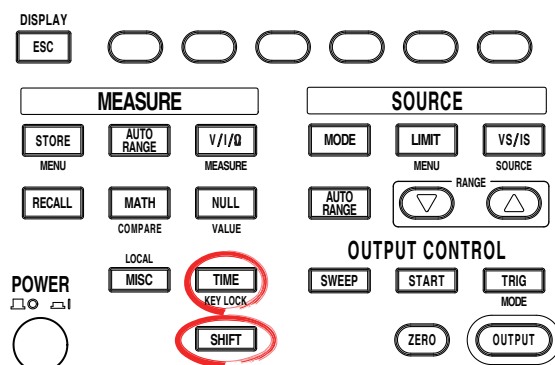 DISPLAY
ESC
MEASURE
SOURCE
STORE
AUTO RANGE
V/I/Ω
MODE
LIMIT
VS/IS
MENU
MEASURE
MENU
SOURCE
RECALL
MATH
NULL
AUTO RANGE
RANGE
COMPARE
VALUE
LOCAL
OUTPUT CONTROL
POWER
MISC
TIME
SWEEP
START
TRIG
KEY LOCK
MODE
SHIFT
ZERO
OUTPUT